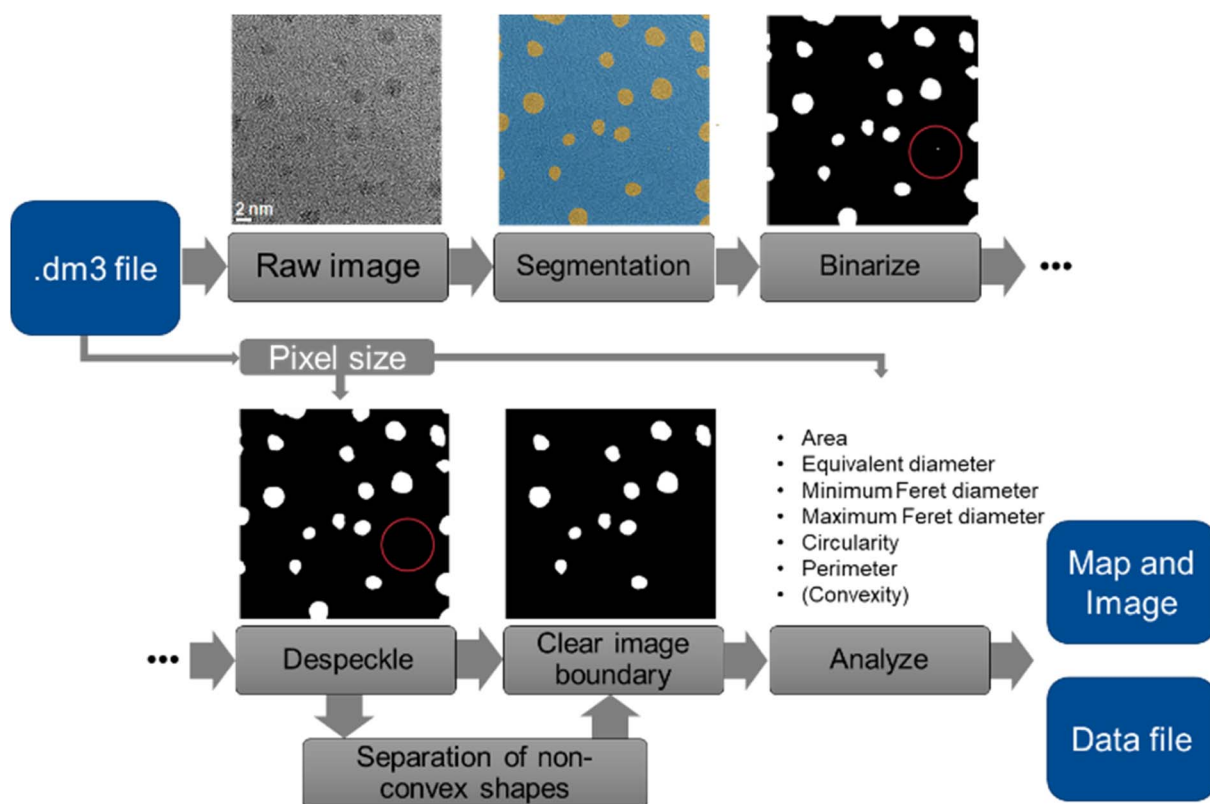 2 nm
.dm3 file
Raw image
Segmentation
Binarize
•••
Pixel size
• Area
• Equivalent diameter
• Minimum Feret diameter
• Maximum Feret diameter
• Circularity
• Perimeter
• (Convexity)
•••
Despeckle
Clear image
boundary
Analyze
Map and
Image
Data file
Separation of non-
convex shapes